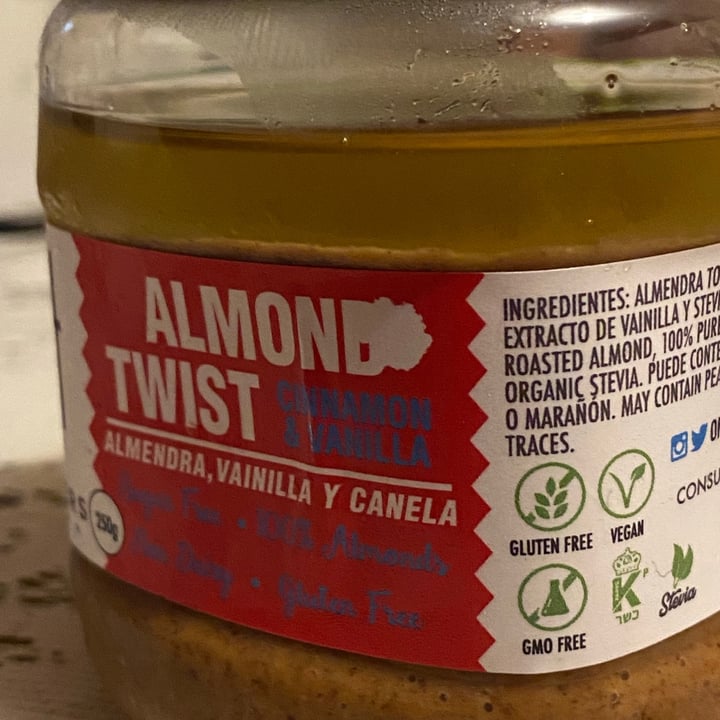 ALMOND
TWIST
CINNAMON
& VANILLA
ALMENDRA, VAINILLA Y CANELA
Sugar Free • 100% Almonds
Non Dairy • Gluten Free
250g
INGREDIENTES: ALMENDRA
EXTRACTO DE VAINILLA Y
ROASTED ALMOND, 100%
ORGANIC STEVIA. PUEDE
O MARAÑÓN. MAY CONTAIN
TRACES.
GLUTEN FREE
VEGAN
GMO FREE
K P
כשר
Stevia